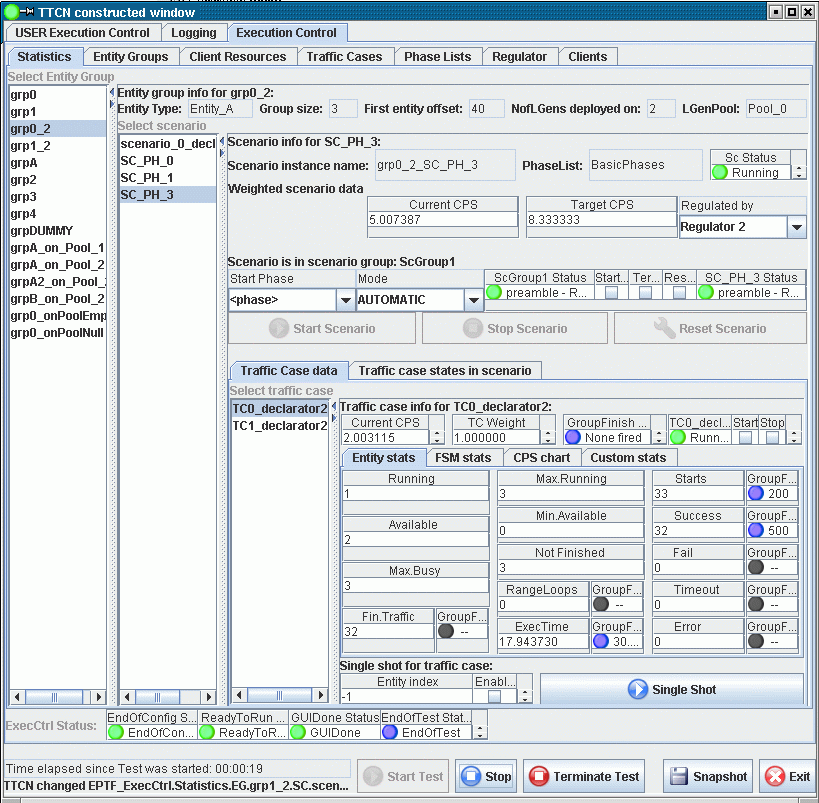 TTCN constructed window
USER Execution Control Logging Execution Control
Statistics Entity Groups Client Resources Traffic Cases Phase Lists Regulator Clients
Select Entity Group
grp0
grp1
grp0_2
grp1_2
grpA
grp2
grp3
grp4
grpDUMMY
grpA_on_Pool_1
grpA_on_Pool_2
grpA2_on_Pool_
grpB_on_Pool_2
grp0_onPoolEmp
grp0_onPoolNull
Entity group info for grp0_2:
Entity Type: Entity_A Group size: 3 First entity offset: 40 NofLGens deployed on: 2 LGenPool: Pool_0
Select scenario
scenario_0_decl
SC_PH_0
SC_PH_1
SC_PH_3
Scenario info for SC_PH_3:
Scenario instance name: grp0_2_SC_PH_3 PhaseList: BasicPhases
Sc Status
Running
Weighted scenario data
Current CPS
5.007387
Target CPS
8.333333
Regulated by
Regulator 2
Scenario is in scenario group: ScGroup1
Start Phase
<phase>
Mode
AUTOMATIC
ScGroup1 Status Start... Ter... Res... SC_PH_3 Status
preamble - R... preamble - R...
Start Scenario Stop Scenario Reset Scenario
Traffic Case data Traffic case states in scenario
Select traffic case
TC0_declarator2
TC1_declarator2
Traffic case info for TC0_declarator2:
Current CPS
2.003115
TC Weight
1.000000
GroupFinish ...
None fired
TC0_decl... Start Stop
Runn...
Entity stats FSM stats CPS chart Custom stats
Running
1
Available
2
Max.Busy
3
Fin.Traffic GroupF...
32 --
Max.Running
3
Min.Available
0
Not Finished
3
RangeLoops GroupF...
0 --
ExecTime GroupF...
17.943730 30....
Starts GroupF...
33 200
Success GroupF...
32 500
Fail GroupF...
0 --
Timeout GroupF...
0 --
Error GroupF...
0 --
Single shot for traffic case:
Entity index Enabl...
-1
Single Shot
ExecCtrl Status:
EndOfConfig S... ReadyToRun ... GUIDone Status EndOfTest Stat...
EndOfCon... ReadyToR... GUIDone EndOfTest
Time elapsed since Test was started: 00:00:19
TTCN changed EPTF_ExecCtrl.Statistics.EG.grp1_2.SC.scen...
Start Test Stop Terminate Test Snapshot Exit